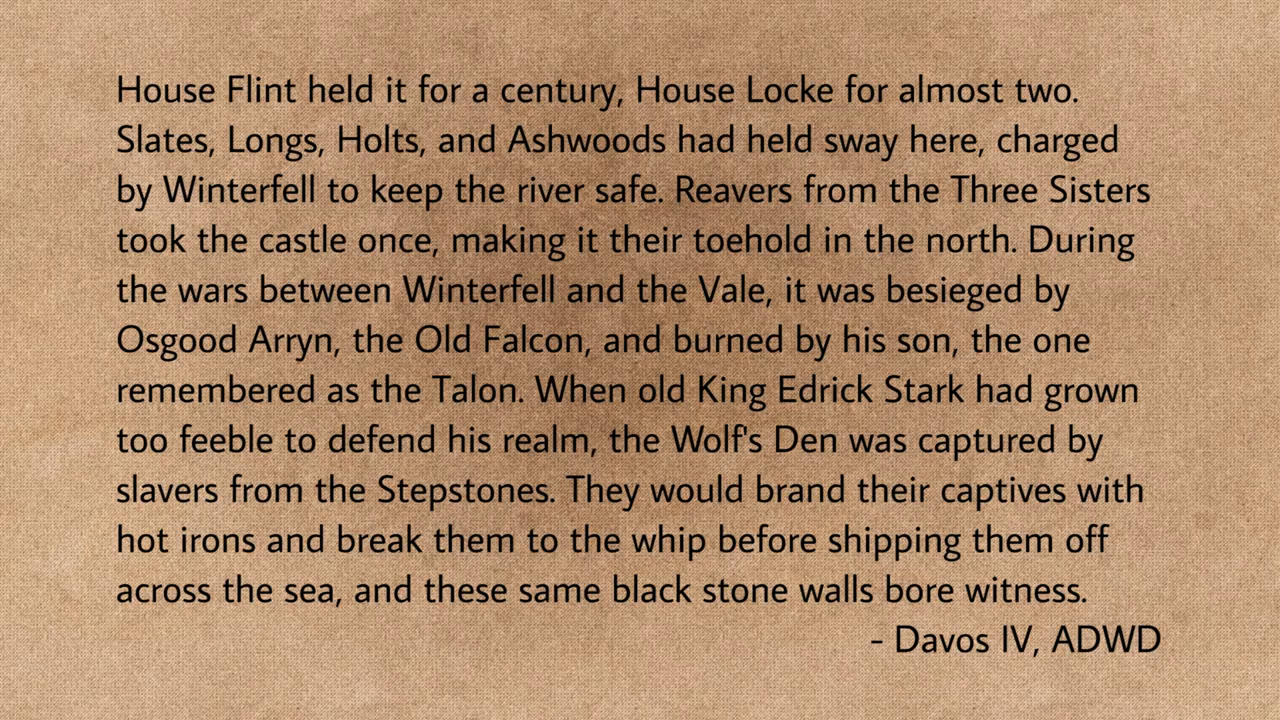 House Flint held it for a century, House Locke for almost two.
Slates, Longs, Holts, and Ashwoods had held sway here, charged
by Winterfell to keep the river safe. Reavers from the Three Sisters
took the castle once, making it their toehold in the north. During
the wars between Winterfell and the Vale, it was besieged by
Osgood Arryn, the Old Falcon, and burned by his son, the one
remembered as the Talon. When old King Edrick Stark had grown
too feeble to defend his realm, the Wolf's Den was captured by
slavers from the Stepstones. They would brand their captives with
hot irons and break them to the whip before shipping them off
across the sea, and these same black stone walls bore witness.
- Davos IV, ADWD